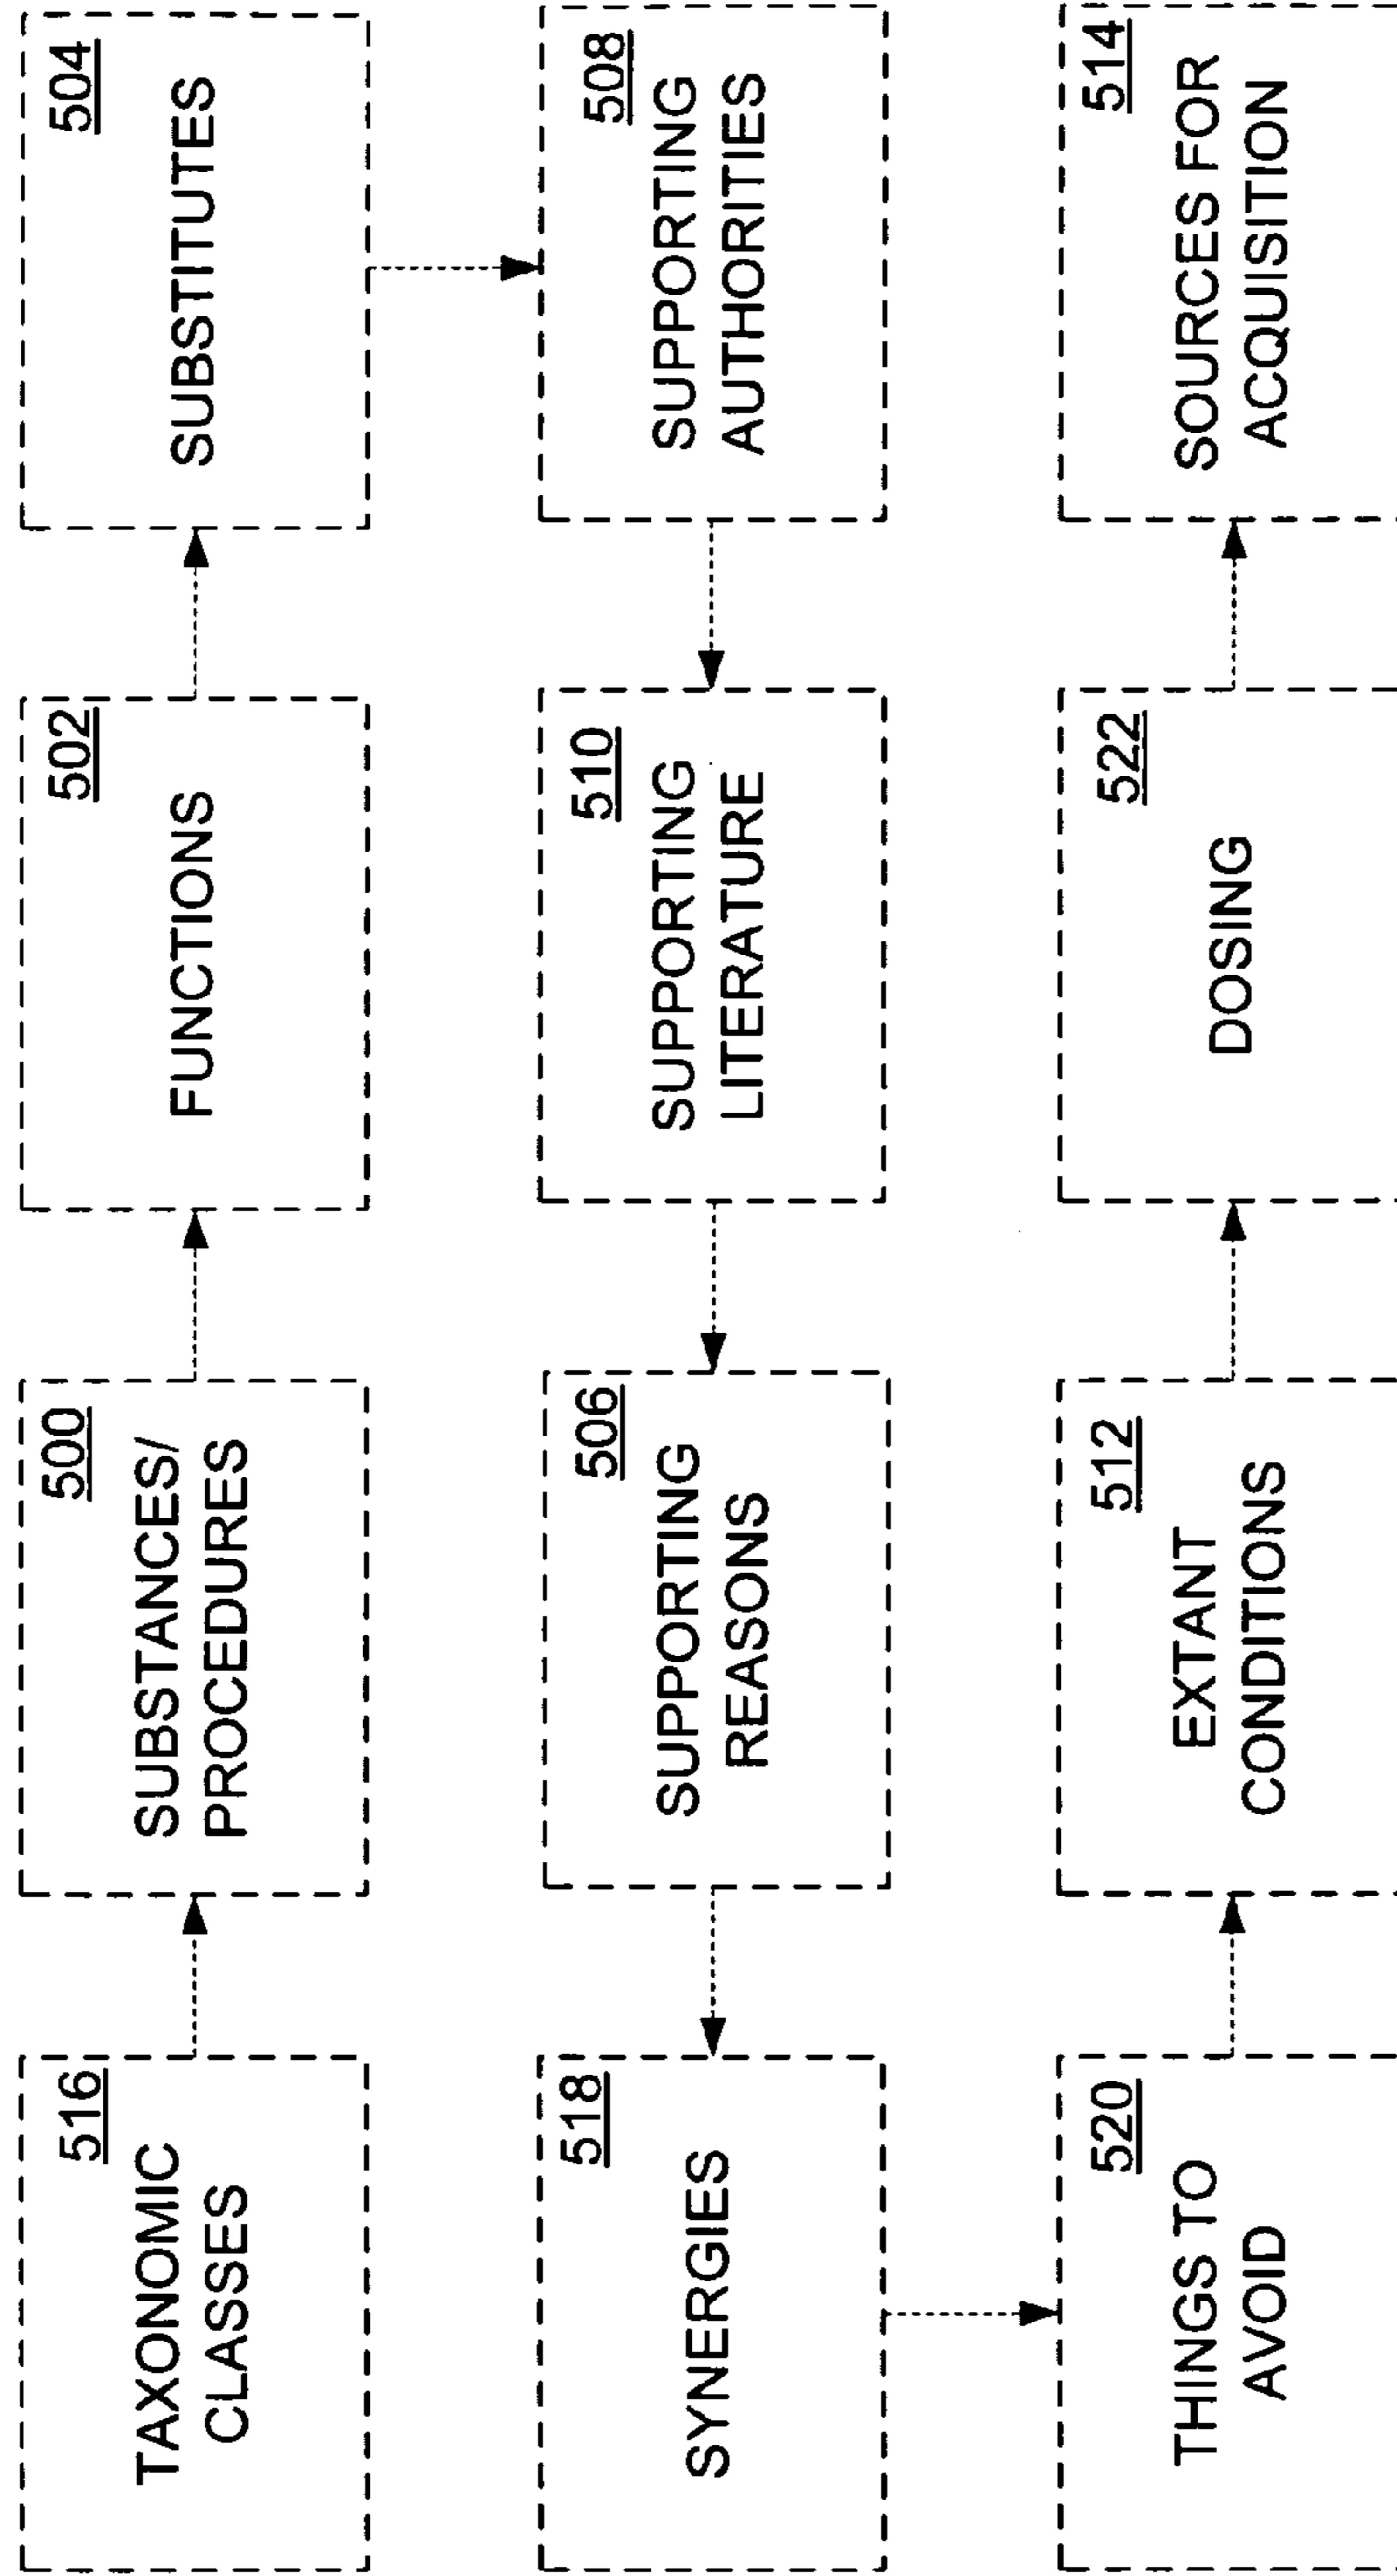 516
TAXONOMIC
CLASSES
500
SUBSTANCES/
PROCEDURES
502
FUNCTIONS
504
SUBSTITUTES
518
SYNERGIES
506
SUPPORTING
REASONS
510
SUPPORTING
LITERATURE
508
SUPPORTING
AUTHORITIES
520
THINGS TO
AVOID
512
EXTANT
CONDITIONS
522
DOSING
514
SOURCES FOR
ACQUISITION